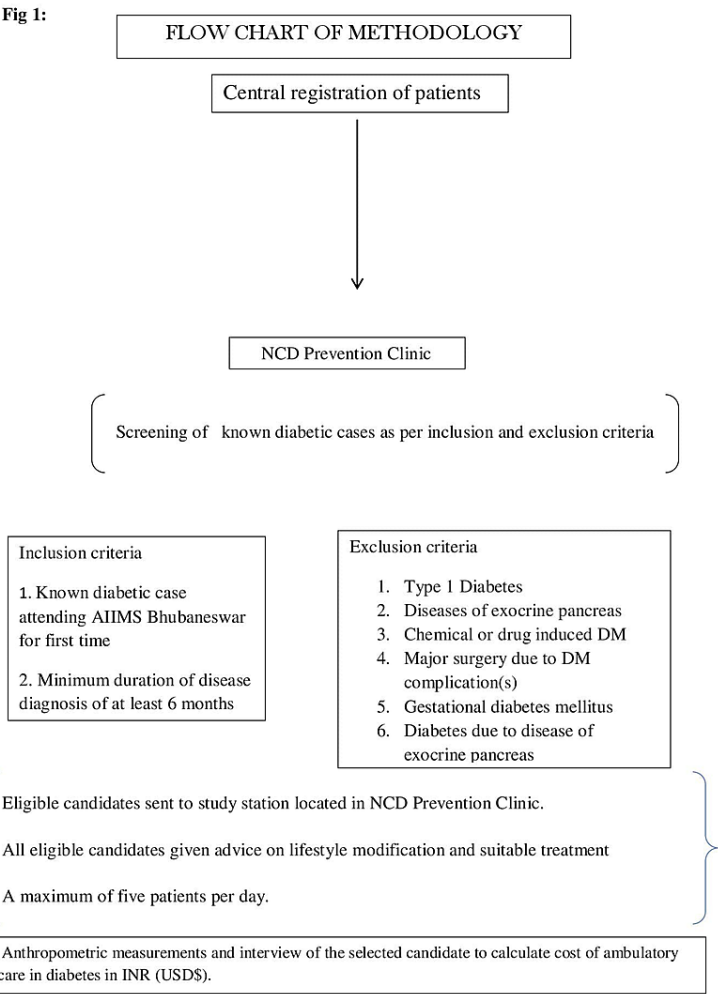 Fig 1:
FLOW CHART OF METHODOLOGY
Central registration of patients
NCD Prevention Clinic
Screening of known diabetic cases as per inclusion and exclusion criteria
Inclusion criteria
1. Known diabetic case
attending AIIMS Bhubaneswar
for first time
2. Minimum duration of disease
diagnosis of at least 6 months
Exclusion criteria
1. Type 1 Diabetes
2. Diseases of exocrine pancreas
3. Chemical or drug induced DM
4. Major surgery due to DM
complication(s)
5. Gestational diabetes mellitus
6. Diabetes due to disease of
exocrine pancreas
Eligible candidates sent to study station located in NCD Prevention Clinic.
All eligible candidates given advice on lifestyle modification and suitable treatment
A maximum of five patients per day.
Anthropometric measurements and interview of the selected candidate to calculate cost of ambulatory
care in diabetes in INR (USD$).